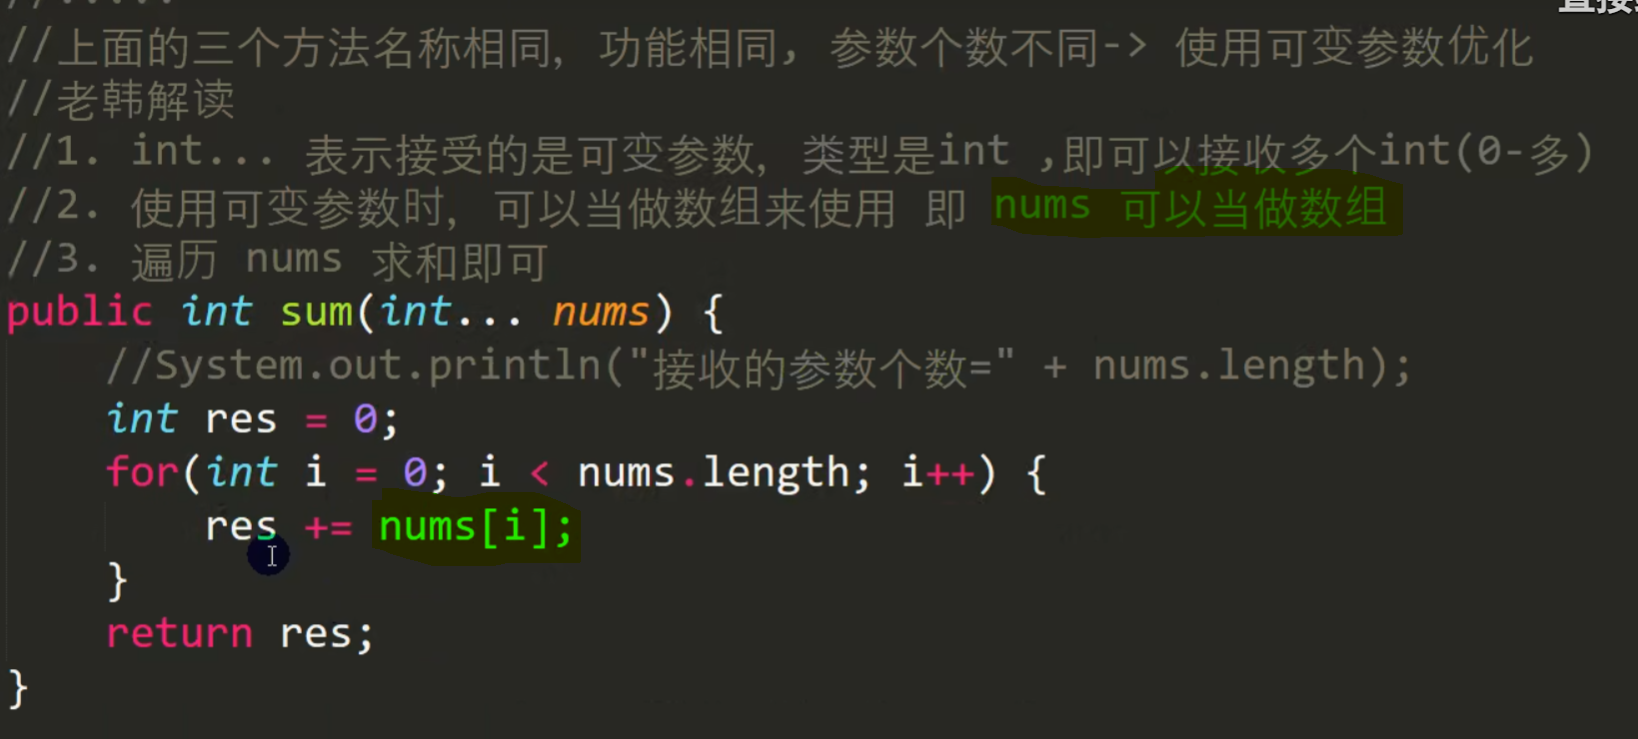 直接
//.....
//上面的三个方法名称相同，功能相同，参数个数不同-> 使用可变参数优化
//老韩解读
//1. int... 表示接受的是可变参数，类型是int ,即可以接收多个int(0-多)
//2. 使用可变参数时，可以当做数组来使用 即 nums 可以当做数组
//3. 遍历 nums 求和即可
public int sum(int... nums) {
    //System.out.println("接收的参数个数=" + nums.length);
    int res = 0;
    for(int i = 0; i < nums.length; i++) {
        res += nums[i];
    }
    return res;
}